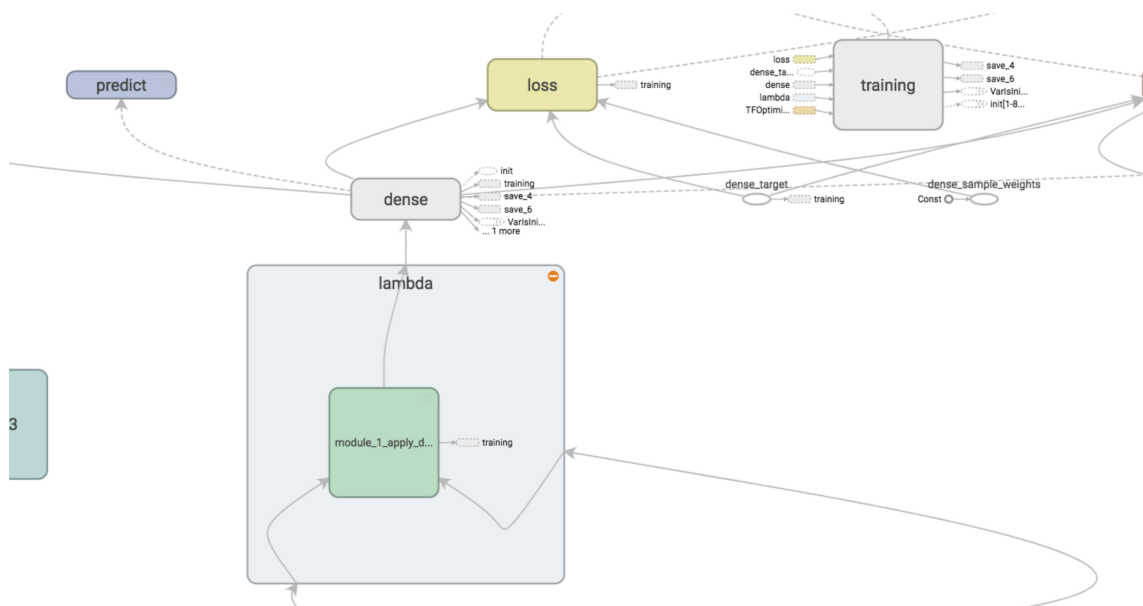 predict
loss
training
loss
dense_ta...
dense
lambda
TFOptimi...
training
save_4
save_6
VarIsIni...
init[1-8...
dense
init
training
save_4
save_6
VarIsIni...
... 1 more
dense_target
training
dense_sample_weights
Const
lambda
module_1_apply_d...
training
3